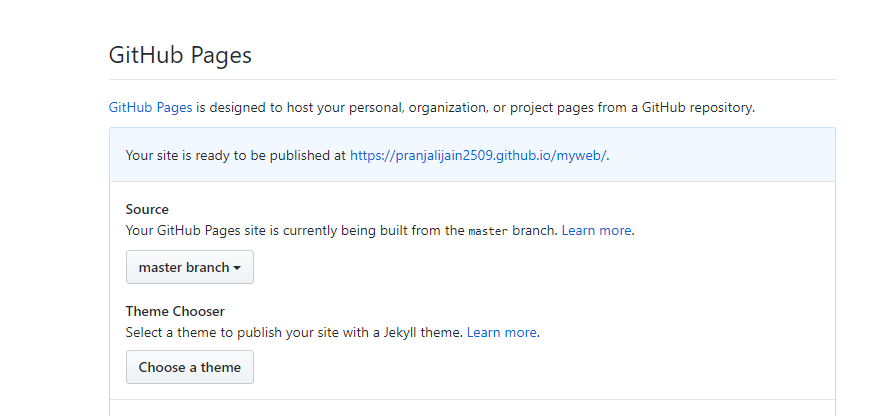 GitHub Pages
GitHub Pages is designed to host your personal, organization, or project pages from a GitHub repository.
Your site is ready to be published at https://pranjalijain2509.github.io/myweb/.
Source
Your GitHub Pages site is currently being built from the master branch. Learn more.
master branch
Theme Chooser
Select a theme to publish your site with a Jekyll theme. Learn more.
Choose a theme